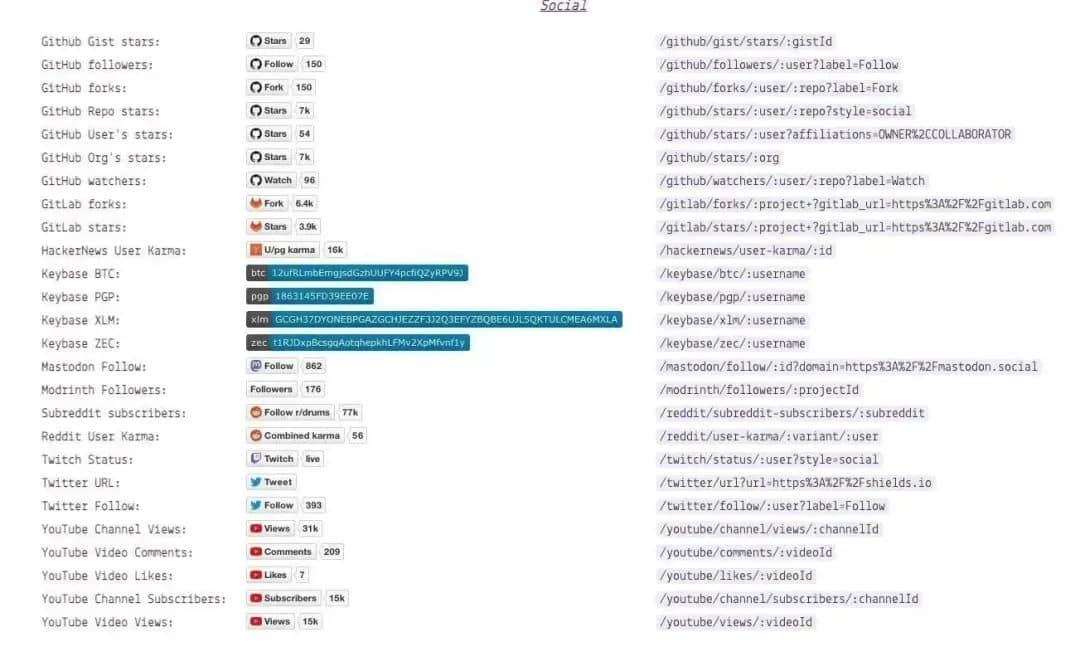 Social
Github Gist stars: Stars 29 /github/gist/stars/:gistId
GitHub followers: Follow 150 /github/followers/:user?label=Follow
GitHub forks: Fork 150 /github/forks/:user/:repo?label=Fork
GitHub Repo stars: Stars 7k /github/stars/:user/:repo?style=social
GitHub User's stars: Stars 54 /github/stars/:user?affiliations=OWNER%2CCOLLABORATOR
GitHub Org's stars: Stars 7k /github/stars/:org
GitHub watchers: Watch 96 /github/watchers/:user/:repo?label=Watch
GitLab forks: Fork 6.4k /gitlab/forks/:project+?gitlab_url=https%3A%2F%2Fgitlab.com
GitLab stars: Stars 3.9k /gitlab/stars/:project+?gitlab_url=https%3A%2F%2Fgitlab.com
HackerNews User Karma: U/pg karma 16k /hackernews/user-karma/:id
Keybase BTC: btc 12ufRLmbEmgjsdGzhUUFY4pcfiQZyRPV9J /keybase/btc/:username
Keybase PGP: pgp 1863145FD39EE07E /keybase/pgp/:username
Keybase XLM: xlm GCGH37DYONEBPGAZGCHJEZZF3J2Q3EFYZBQBE6UJL5QKTULCMEA6MXLA /keybase/xlm/:username
Keybase ZEC: zec t1RJDxpBcsgqAotqhepkhLFMv2XpMfvnf1y /keybase/zec/:username
Mastodon Follow: Follow 862 /mastodon/follow/:id?domain=https%3A%2F%2Fmastodon.social
Modrinth Followers: Followers 176 /modrinth/followers/:projectId
Subreddit subscribers: Follow r/drums 77k /reddit/subreddit-subscribers/:subreddit
Reddit User Karma: Combined karma 56 /reddit/user-karma/:variant/:user
Twitch Status: Twitch live /twitch/status/:user?style=social
Twitter URL: Tweet /twitter/url?url=https%3A%2F%2Fshields.io
Twitter Follow: Follow 393 /twitter/follow/:user?label=Follow
YouTube Channel Views: Views 31k /youtube/channel/views/:channelId
YouTube Video Comments: Comments 209 /youtube/comments/:videoId
YouTube Video Likes: Likes 7 /youtube/likes/:videoId
YouTube Channel Subscribers: Subscribers 15k /youtube/channel/subscribers/:channelId
YouTube Video Views: Views 15k /youtube/views/:videoId